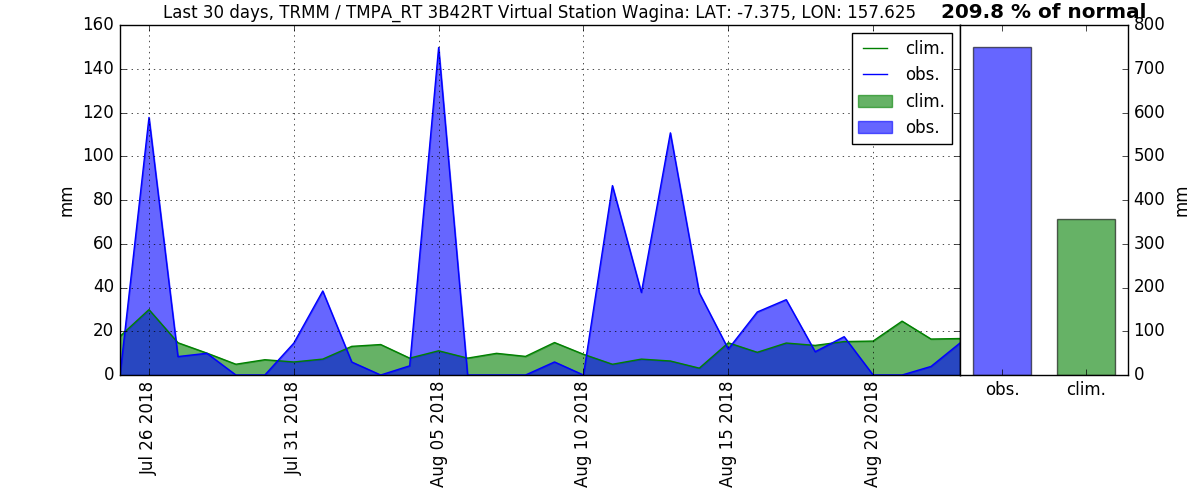 Last 30 days, TRMM / TMPA_RT 3B42RT Virtual Station Wagina: LAT: -7.375, LON: 157.625
209.8 % of normal
160
140
120
100
80
60
40
20
0
mm
clim.
obs.
clim.
obs.
Jul 26 2018
Jul 31 2018
Aug 05 2018
Aug 10 2018
Aug 15 2018
Aug 20 2018
800
700
600
500
400
300
200
100
0
mm
obs.
clim.